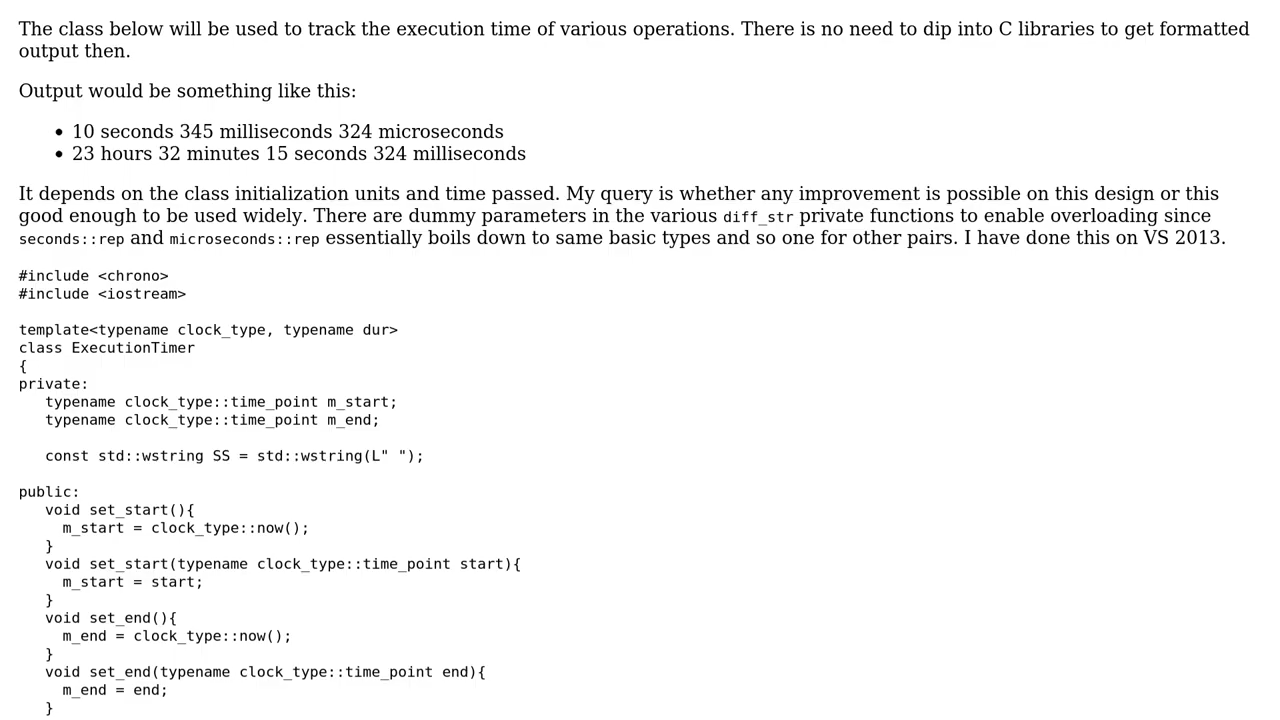 The class below will be used to track the execution time of various operations. There is no need to dip into C libraries to get formatted
output then.
Output would be something like this:
• 10 seconds 345 milliseconds 324 microseconds
• 23 hours 32 minutes 15 seconds 324 milliseconds
It depends on the class initialization units and time passed. My query is whether any improvement is possible on this design or this
good enough to be used widely. There are dummy parameters in the various diff_str private functions to enable overloading since
seconds::rep and microseconds::rep essentially boils down to same basic types and so one for other pairs. I have done this on VS 2013.
#include <chrono>
#include <iostream>
template<typename clock_type, typename dur>
class ExecutionTimer
{
private:
   typename clock_type::time_point m_start;
   typename clock_type::time_point m_end;
   const std::wstring SS = std::wstring(L" ");
public:
   void set_start(){
     m_start = clock_type::now();
   }
   void set_start(typename clock_type::time_point start){
     m_start = start;
   }
   void set_end(){
     m_end = clock_type::now();
   }
   void set_end(typename clock_type::time_point end){
     m_end = end;
   }